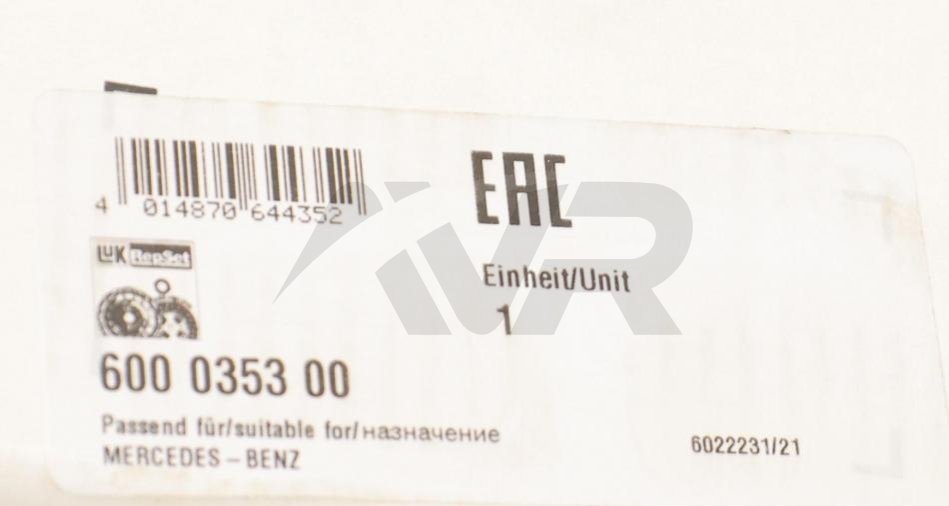 4 014870 644352
EAC
LuK RepSet
Einheit/Unit
1
600 0353 00
Passend für/suitable for/назначение
MERCEDES – BENZ
6022231/21
IVR